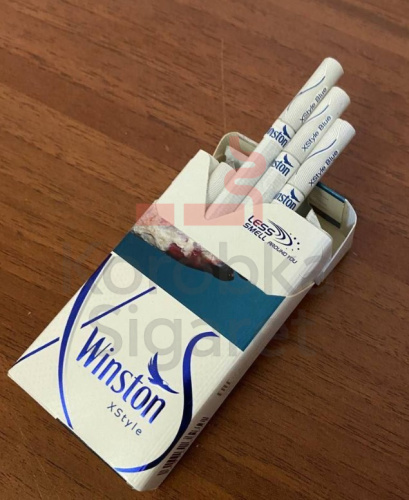 XStyle Blue
Winston
XStyle Blue
Winston
XStyle Blue
Winston
LESS
SMELL AROUND YOU
Korobka
Sigaret
Winston
XStyle